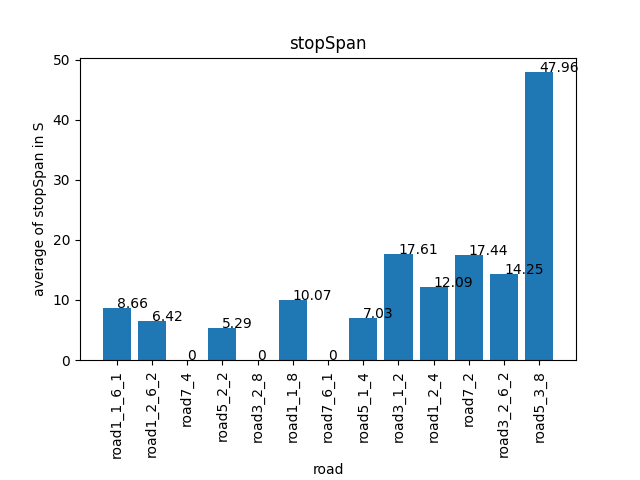 stopSpan
average of stopSpan in S
50
40
30
20
10
0
8.66
6.42
0
5.29
0
10.07
0
7.03
17.61
12.09
17.44
14.25
47.96
road1_1_6_1
road1_2_6_2
road7_4
road5_2_2
road3_2_8
road1_1_8
road7_6_1
road5_1_4
road3_1_2
road1_2_4
road7_2
road3_2_6_2
road5_3_8
road